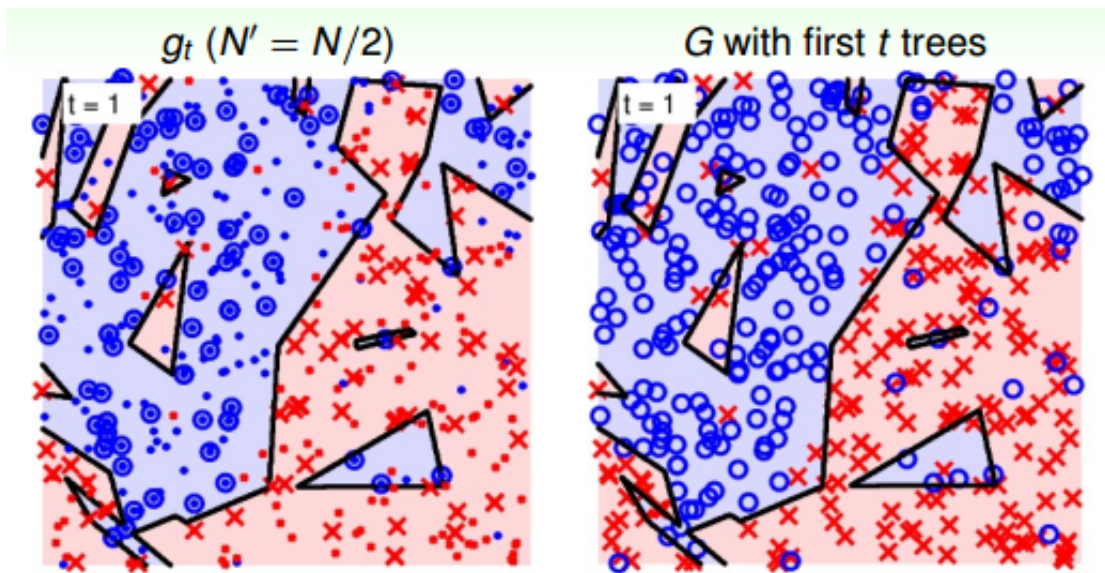 gₜ (N′ = N/2)
G with first t trees
t = 1
t = 1